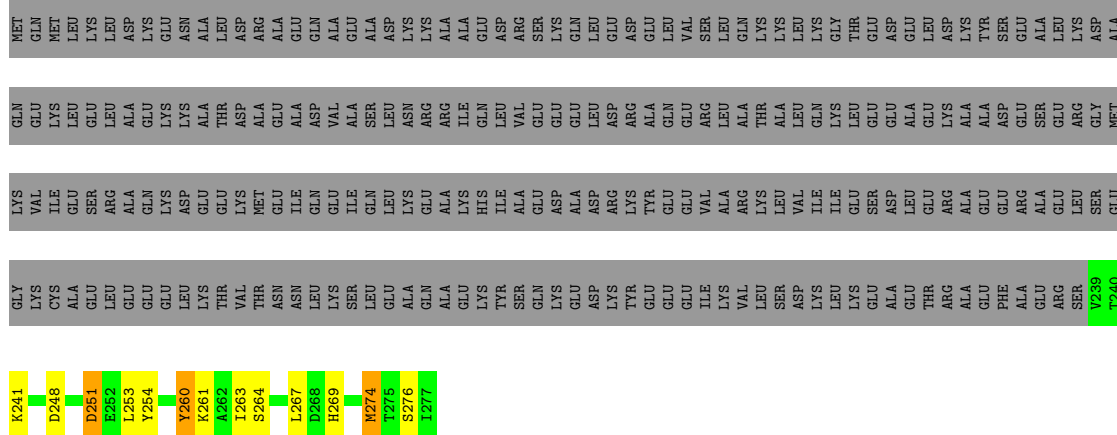 MET GLN MET LEU LYS LEU ASP LYS GLU ASN ALA LEU ASP ARG ALA GLU GLN ALA GLU ALA ASP LYS LYS ALA ALA GLU ASP ARG SER LYS GLN LEU GLU ASP GLU LEU VAL SER LEU GLN LYS LYS LEU LYS GLY THR GLU ASP GLU LEU ASP LYS TYR SER GLU ALA LEU LYS ASP ALA
GLN GLU LYS LEU GLU LEU ALA GLU LYS LYS ALA THR ASP ALA GLU ALA ASP VAL ALA SER LEU ASN ARG ARG ILE GLN LEU VAL GLU GLU GLU LEU ASP ARG ALA GLN GLU ARG LEU ALA THR ALA LEU GLN LYS LEU GLU GLU ALA GLU LYS ALA ALA ASP GLU SER GLU ARG GLY MET
LYS VAL ILE GLU SER ARG ALA GLN LYS ASP GLU GLU LYS MET GLU ILE GLN GLU ILE GLN LEU LYS GLU ALA LYS HIS ILE ALA GLU ASP ALA ASP ARG LYS TYR GLU GLU VAL ALA ARG LYS LEU VAL ILE ILE GLU SER ASP LEU GLU ARG ALA GLU GLU ARG ALA GLU LEU SER GLU
GLY LYS CYS ALA GLU LEU GLU GLU GLU LEU LYS THR VAL THR ASN ASN LEU LYS SER LEU GLU ALA GLN ALA GLU LYS TYR SER GLN LYS GLU ASP LYS TYR GLU GLU GLU ILE LYS VAL LEU SER ASP LYS LEU LYS GLU ALA GLU THR ARG ALA GLU PHE ALA GLU ARG SER V239 T240
K241 D248 D251 E252 L253 Y254 Y260 K261 A262 I263 S264 L267 D268 H269 M274 T275 S276 I277